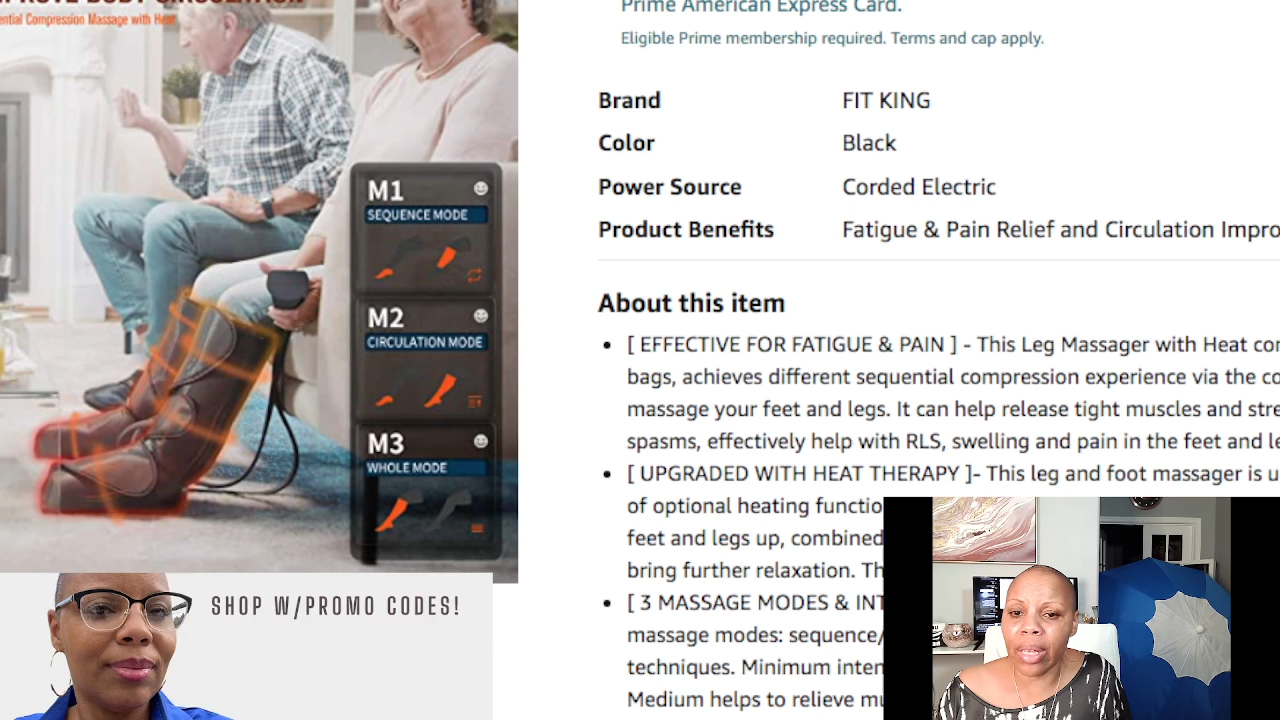 ential Compression Massage with Heat
M1
SEQUENCE MODE
M2
CIRCULATION MODE
M3
WHOLE MODE
SHOP W/PROMO CODES!
Prime American Express Card.
Eligible Prime membership required. Terms and cap apply.
Brand FIT KING
Color Black
Power Source Corded Electric
Product Benefits Fatigue & Pain Relief and Circulation Impro
About this item
[ EFFECTIVE FOR FATIGUE & PAIN ] - This Leg Massager with Heat con
bags, achieves different sequential compression experience via the co
massage your feet and legs. It can help release tight muscles and stre
spasms, effectively help with RLS, swelling and pain in the feet and le
[ UPGRADED WITH HEAT THERAPY ]- This leg and foot massager is u
of optional heating functio
feet and legs up, combined
bring further relaxation. Th
[ 3 MASSAGE MODES & INT
massage modes: sequence/
techniques. Minimum inten
Medium helps to relieve mu